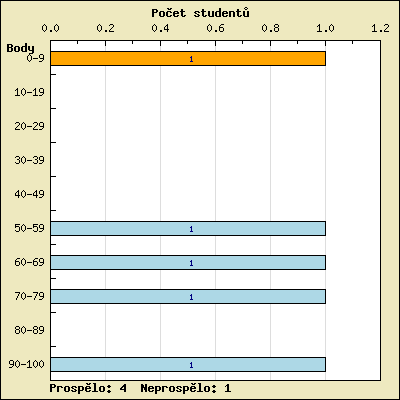 Počet studentů
0.0 0.2 0.4 0.6 0.8 1.0 1.2
Body
0-9 1
10-19
20-29
30-39
40-49
50-59 1
60-69 1
70-79 1
80-89
90-100 1
Prospělo: 4 Neprospělo: 1